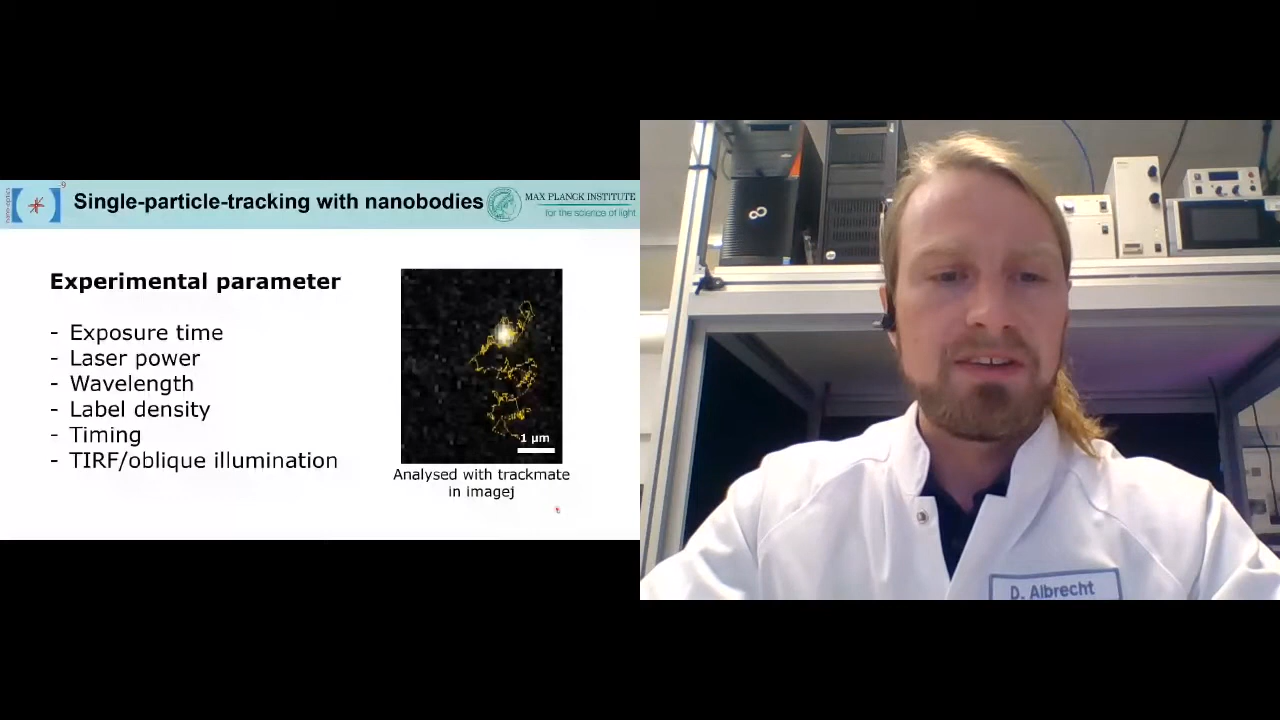 Single-particle-tracking with nanobodies
MAX PLANCK INSTITUTE
for the science of light
Experimental parameter
- Exposure time
- Laser power
- Wavelength
- Label density
- Timing
- TIRF/oblique illumination
1 µm
Analysed with trackmate
in imagej
D. Albrecht